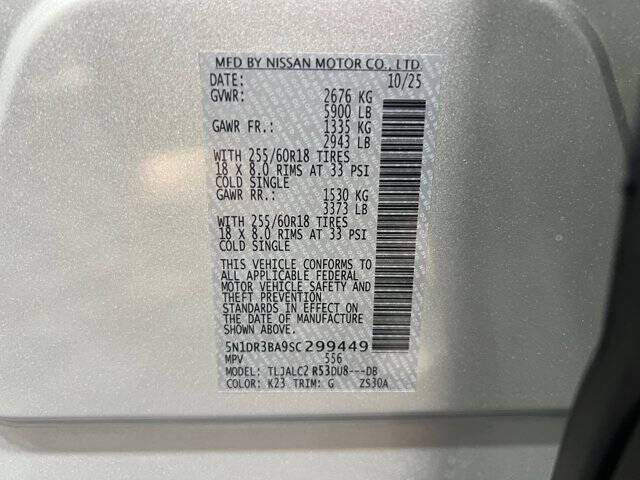 MFD BY NISSAN MOTOR CO., LTD.
DATE: 10/25
GVWR: 2676 KG
5900 LB
GAWR FR.: 1335 KG
2943 LB
WITH 255/60R18 TIRES
18 X 8.0 RIMS AT 33 PSI
COLD SINGLE
GAWR RR.: 1530 KG
3373 LB
WITH 255/60R18 TIRES
18 X 8.0 RIMS AT 33 PSI
COLD SINGLE
THIS VEHICLE CONFORMS TO
ALL APPLICABLE FEDERAL
MOTOR VEHICLE SAFETY AND
THEFT PREVENTION
STANDARDS IN EFFECT ON
THE DATE OF MANUFACTURE
SHOWN ABOVE.
5N1DR3BA9SC299449
MPV 556
MODEL: TLJALC2 R53DU8---DB
COLOR: K23 TRIM: G ZS30A